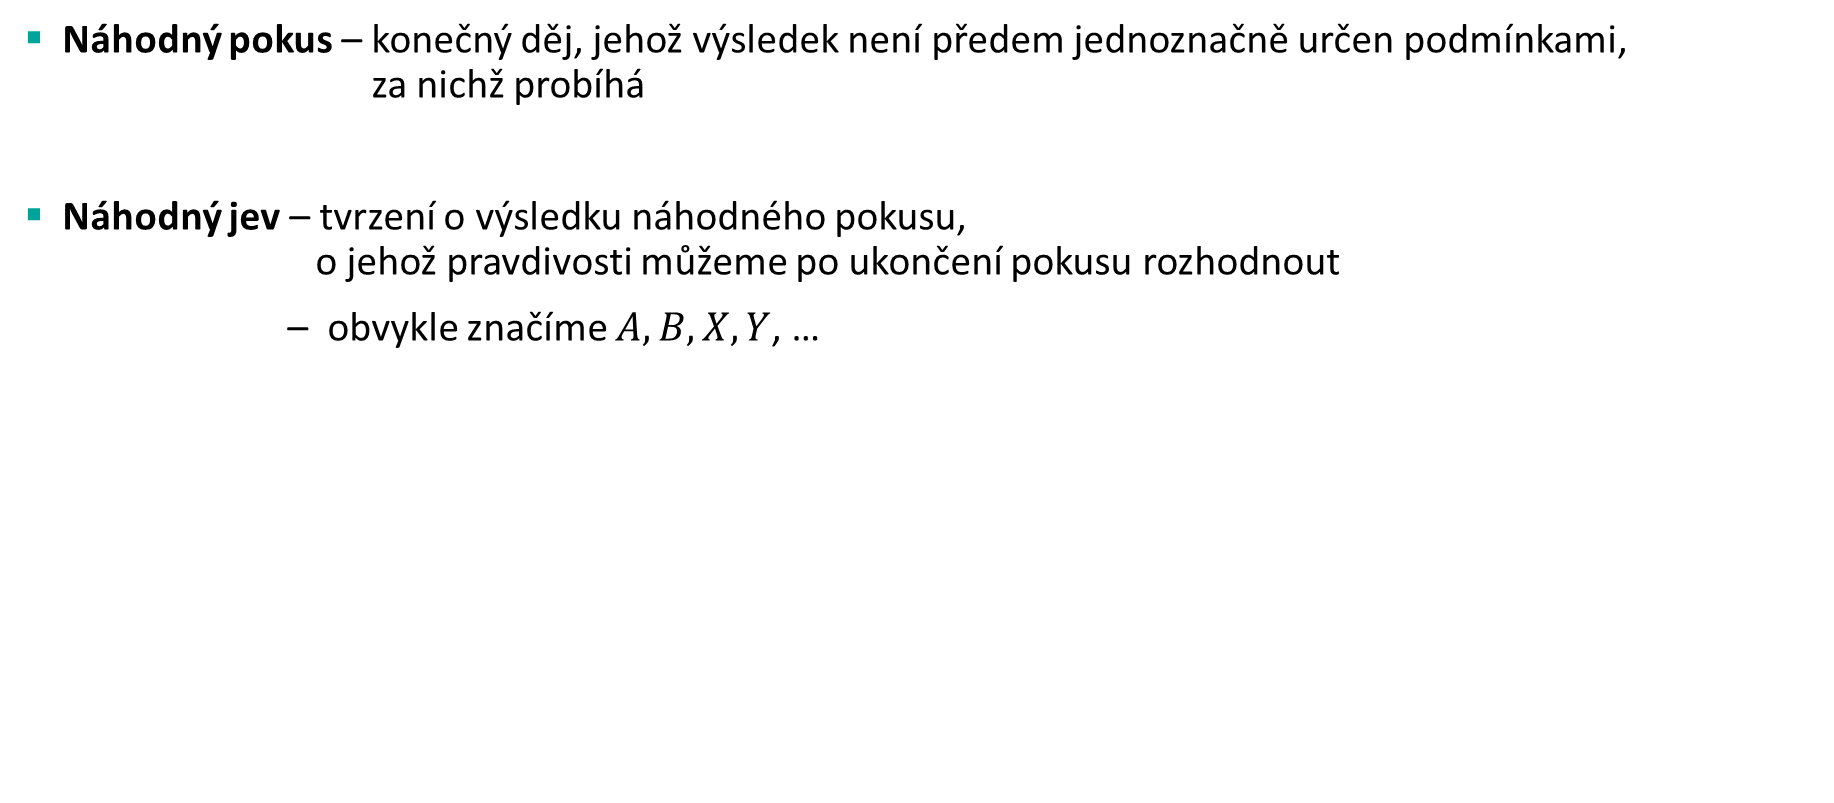 ▪ Náhodný pokus – konečný děj, jehož výsledek není předem jednoznačně určen podmínkami,
za nichž probíhá
▪ Náhodný jev – tvrzení o výsledku náhodného pokusu,
o jehož pravdivosti můžeme po ukončení pokusu rozhodnout
– obvykle značíme A, B, X, Y, …